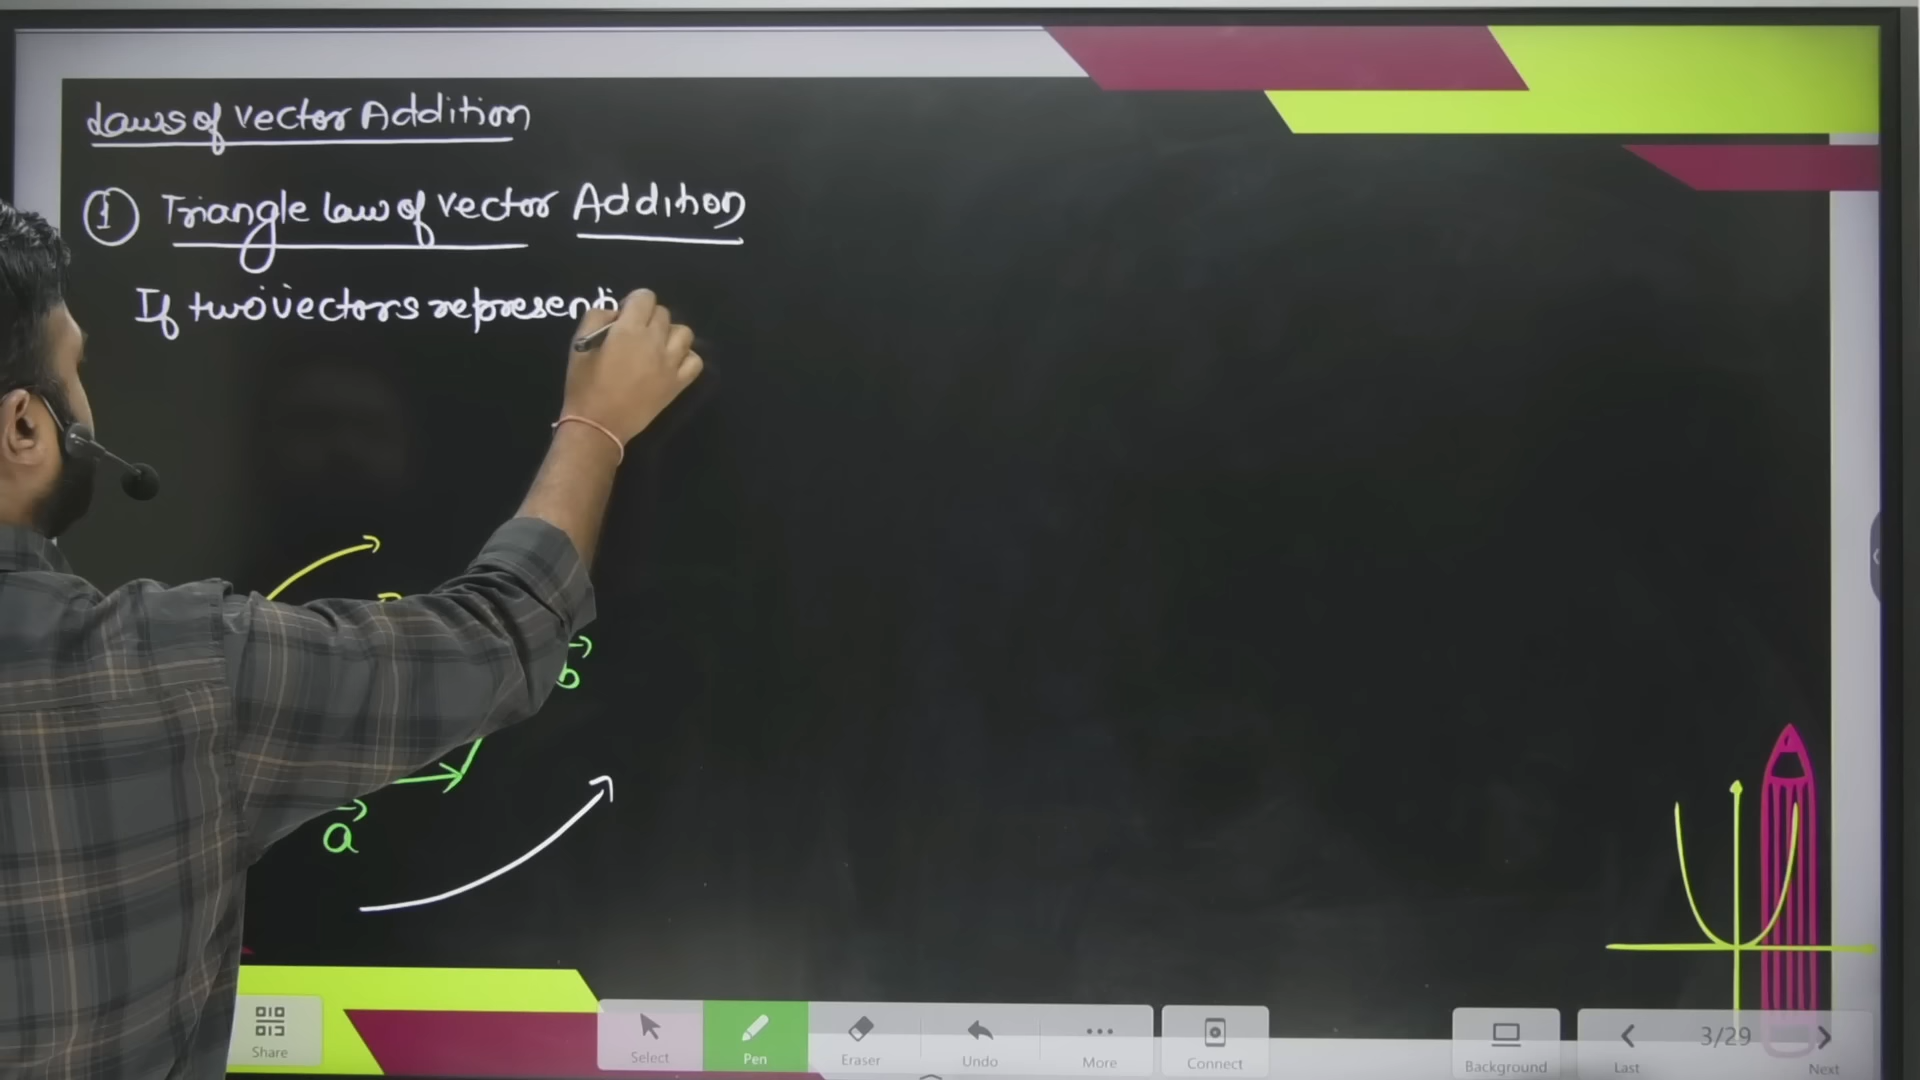 Laws of vector Addition
① Triangle law of vector Addition
If two vectors represent
b
a
Share
Select
Pen
Eraser
Undo
More
Connect
Background
Last
3/29
Next